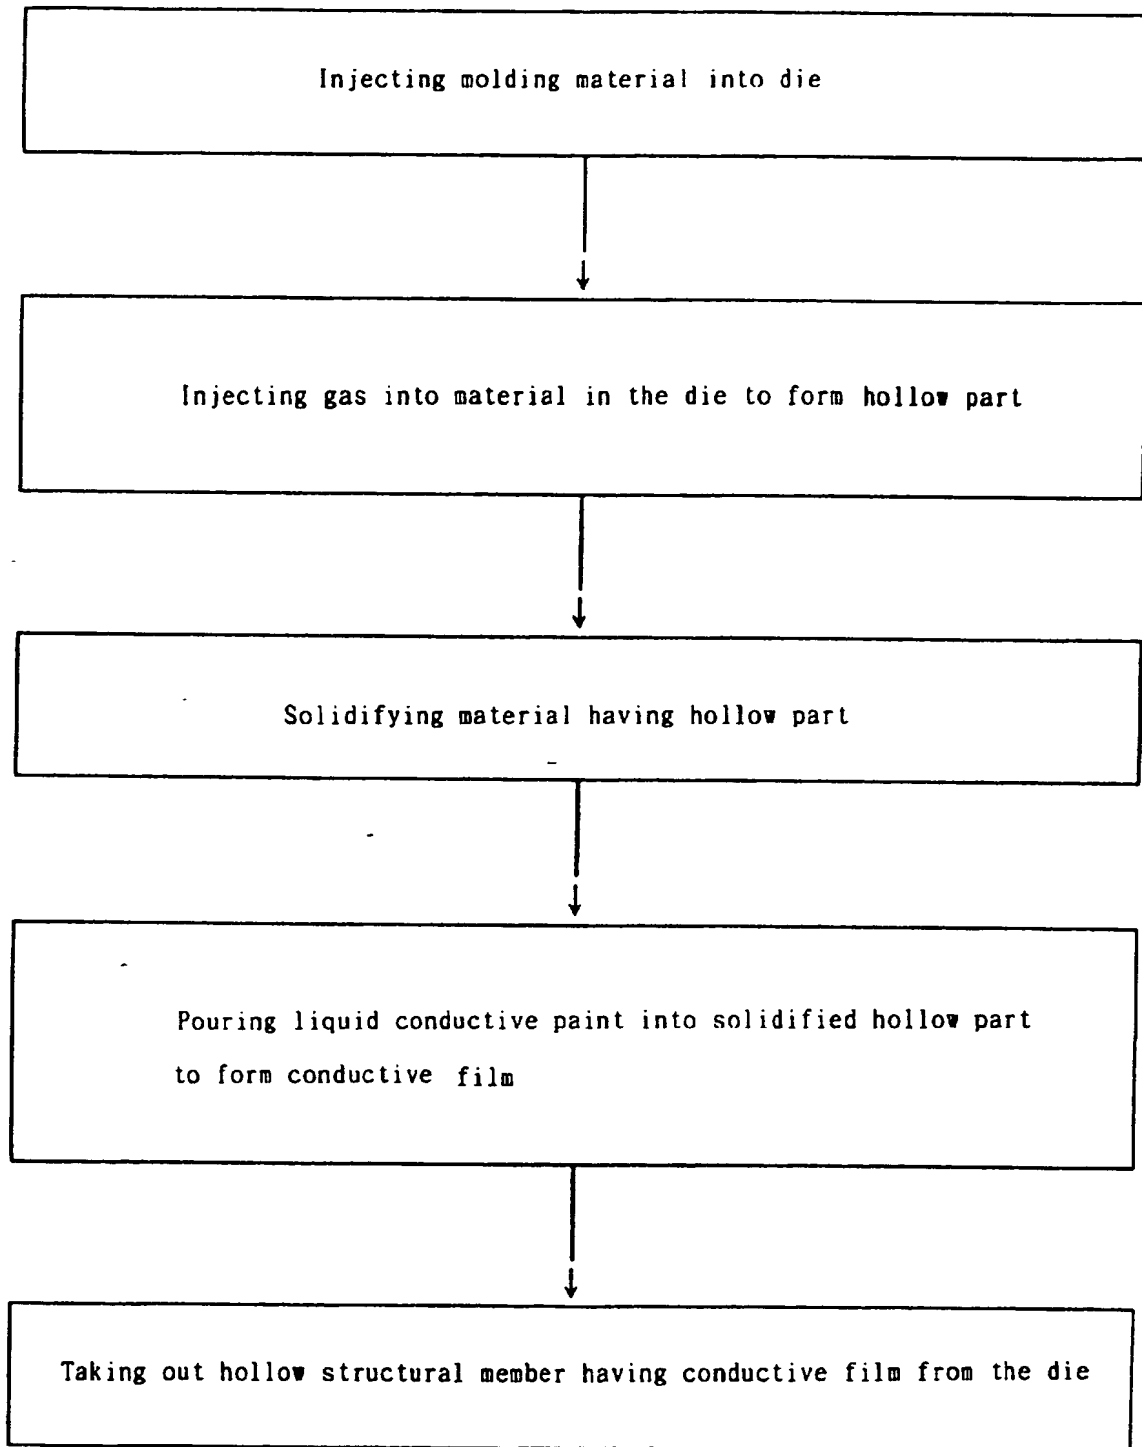 Injecting molding material into die
Injecting gas into material in the die to form hollow part
Solidifying material having hollow part
Pouring liquid conductive paint into solidified hollow part
to form conductive film
Taking out hollow structural member having conductive film from the die